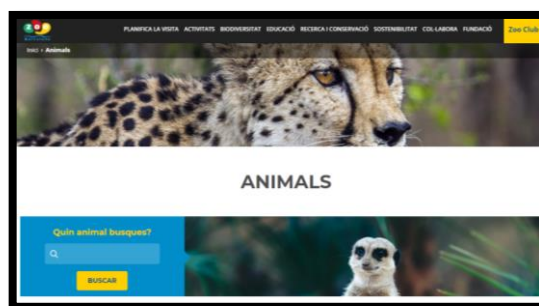 ZOO
PLANIFICA LA VISITA ACTIVITATS BIODIVERSITAT EDUCACIÓ RECERCA I CONSERVACIÓ SOSTENIBILITAT COL·LABORA FUNDACIÓ Zoo Club
Inici > Animals
ANIMALS
Quin animal busques?
BUSCAR